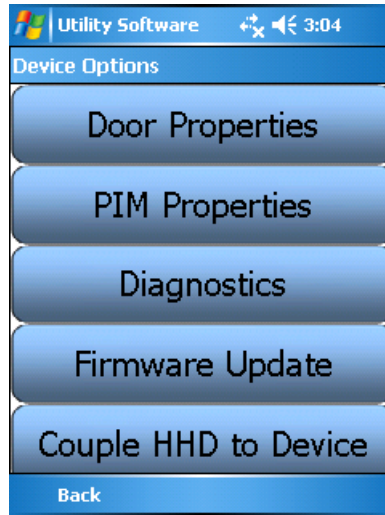 Utility Software 3:04
Device Options
Door Properties
PIM Properties
Diagnostics
Firmware Update
Couple HHD to Device
Back